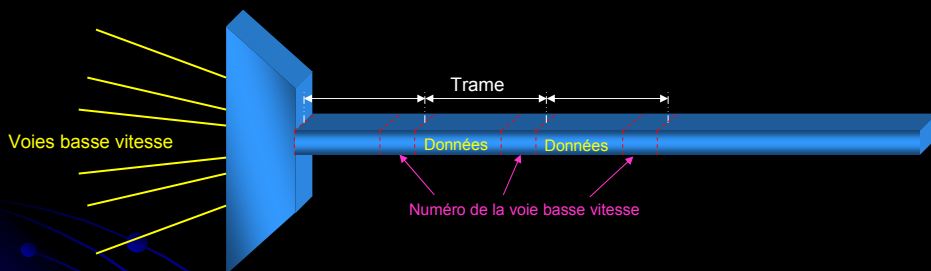 Trame
Voies basse vitesse
Données
Données
Numéro de la voie basse vitesse